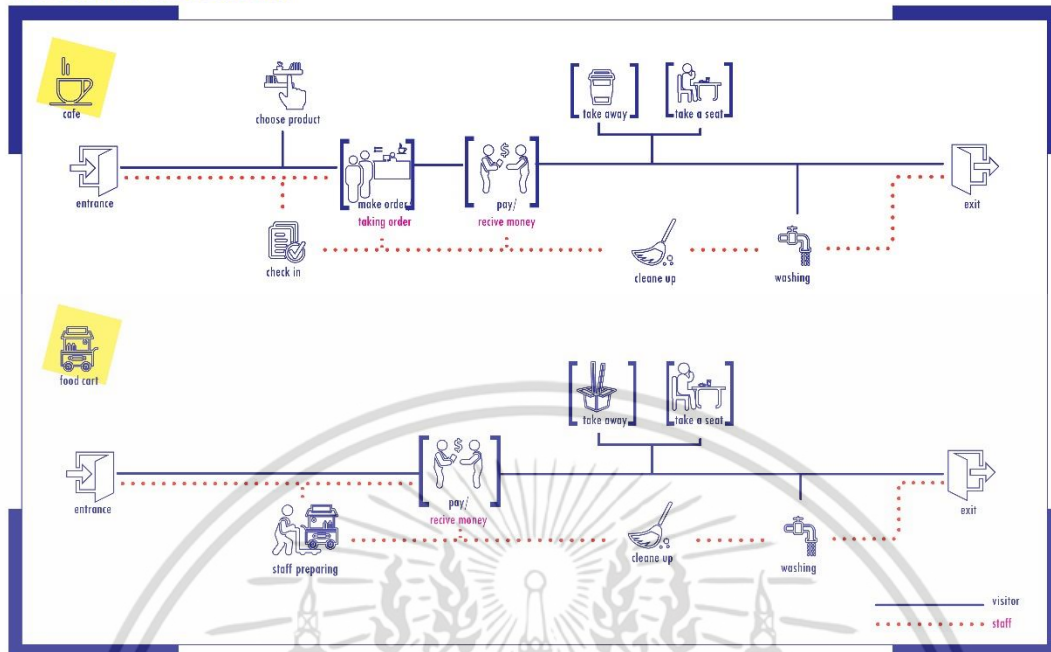 cafe
choose product
take away
take a seat
entrance
make order/
taking order
pay/
recive money
exit
check in
cleane up
washing
food cart
take away
take a seat
entrance
pay/
recive money
exit
staff preparing
cleane up
washing
visitor
staff